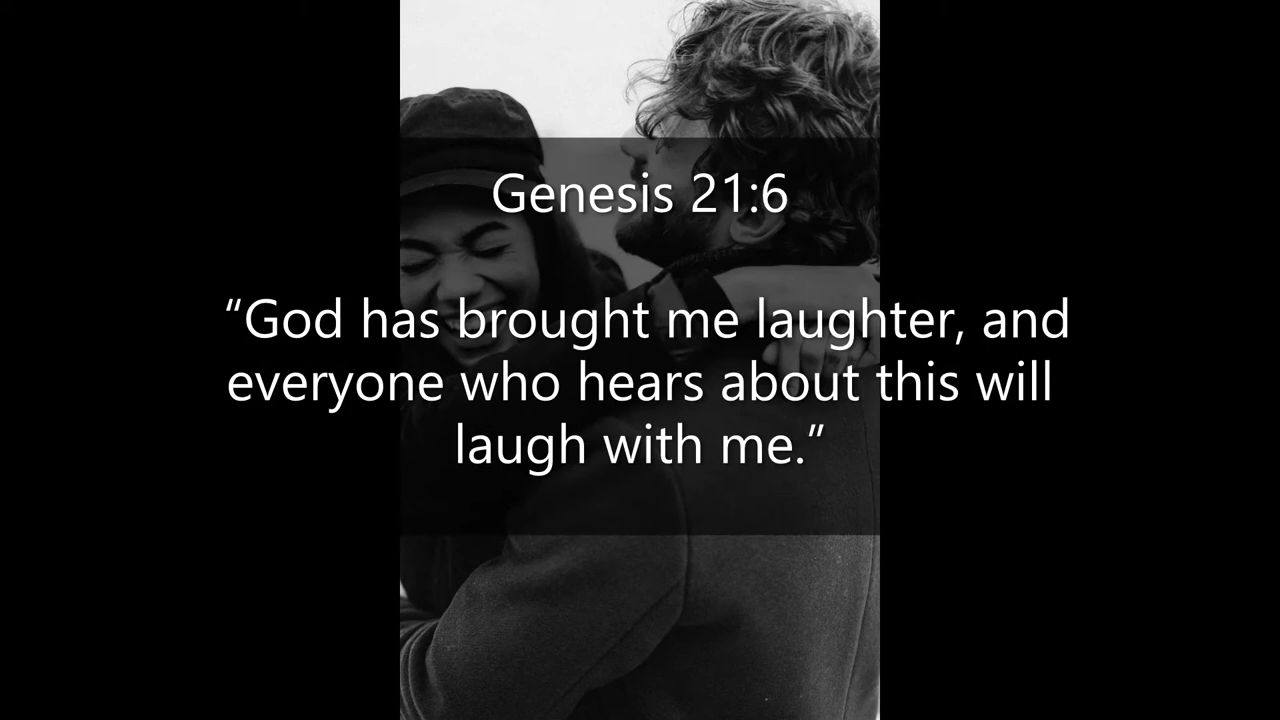 Genesis 21:6
“God has brought me laughter, and
everyone who hears about this will
laugh with me.”